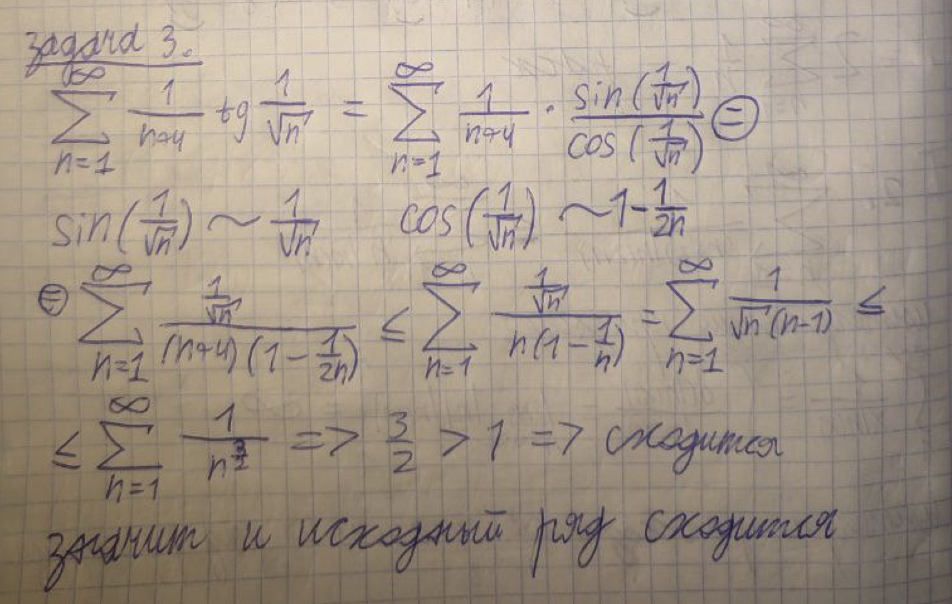 задача 3.
∑_{n=1}^{∞} 1/(n+4) tg 1/√n = ∑_{n=1}^{∞} 1/(n+4) · sin(1/√n)/cos(1/√n) ⊜
sin(1/√n) ~ 1/√n cos(1/√n) ~ 1 - 1/2n
⊜ ∑_{n=1}^{∞} (1/√n)/((n+4)(1 - 1/2n)) ≤ ∑_{n=1}^{∞} (1/√n)/(n(1 - 1/n)) = ∑_{n=1}^{∞} 1/(√n(n-1)) ≤
≤ ∑_{n=1}^{∞} 1/n^{3/2} => 3/2 > 1 => сходится
значит и исходный ряд сходится